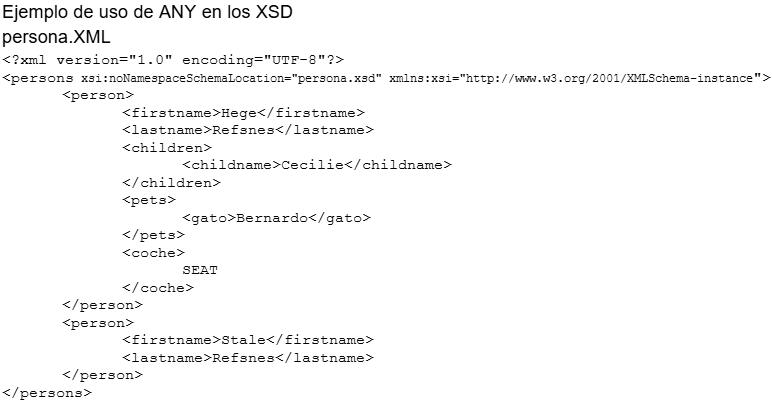 Ejemplo de uso de ANY en los XSD
persona.XML
<?xml version="1.0" encoding="UTF-8"?>
<persons xsi:noNamespaceSchemaLocation="persona.xsd" xmlns:xsi="http://www.w3.org/2001/XMLSchema-instance">
<person>
<firstname>Hege</firstname>
<lastname>Refsnes</lastname>
<children>
<childname>Cecilie</childname>
</children>
<pets>
<gato>Bernardo</gato>
</pets>
<coche>
SEAT
</coche>
</person>
<person>
<firstname>Stale</firstname>
<lastname>Refsnes</lastname>
</person>
</persons>